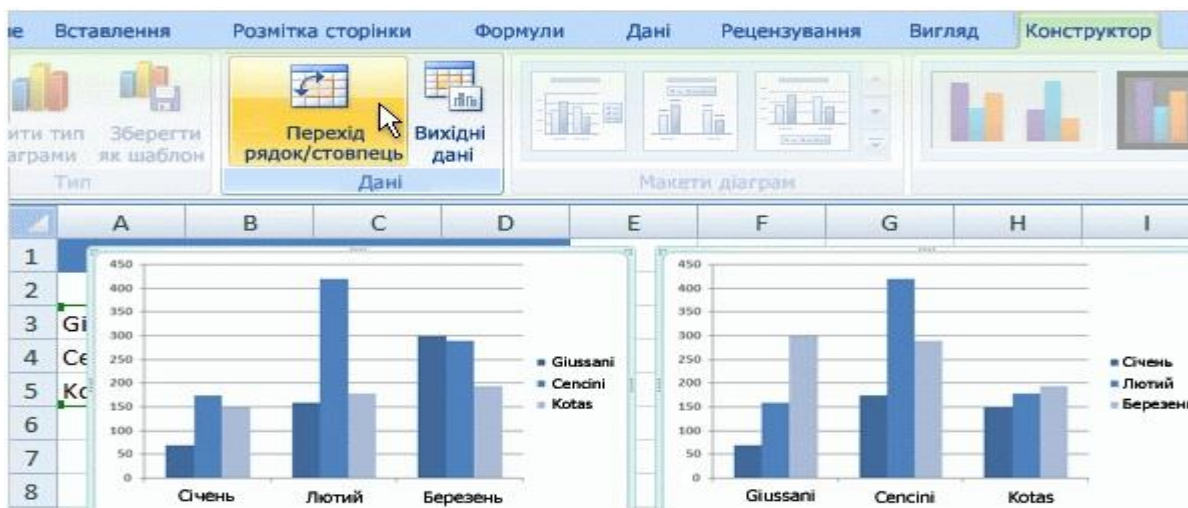 не Вставлення Розмітка сторінки Формули Дані Рецензування Вигляд Конструктор
ити тип
аграми
Зберегти
як шаблон
Перехід
рядок/стовпець
Вихідні
дані
Тип Дані Макети діаграм
A B C D E F G H I
1
2
3 Gi
4 Ce
5 Ko
6
7
8
450
400
350
300
250
200
150
100
50
0
Січень Лютий Березень
Giussani
Cencini
Kotas
450
400
350
300
250
200
150
100
50
0
Giussani Cencini Kotas
Січень
Лютий
Березень